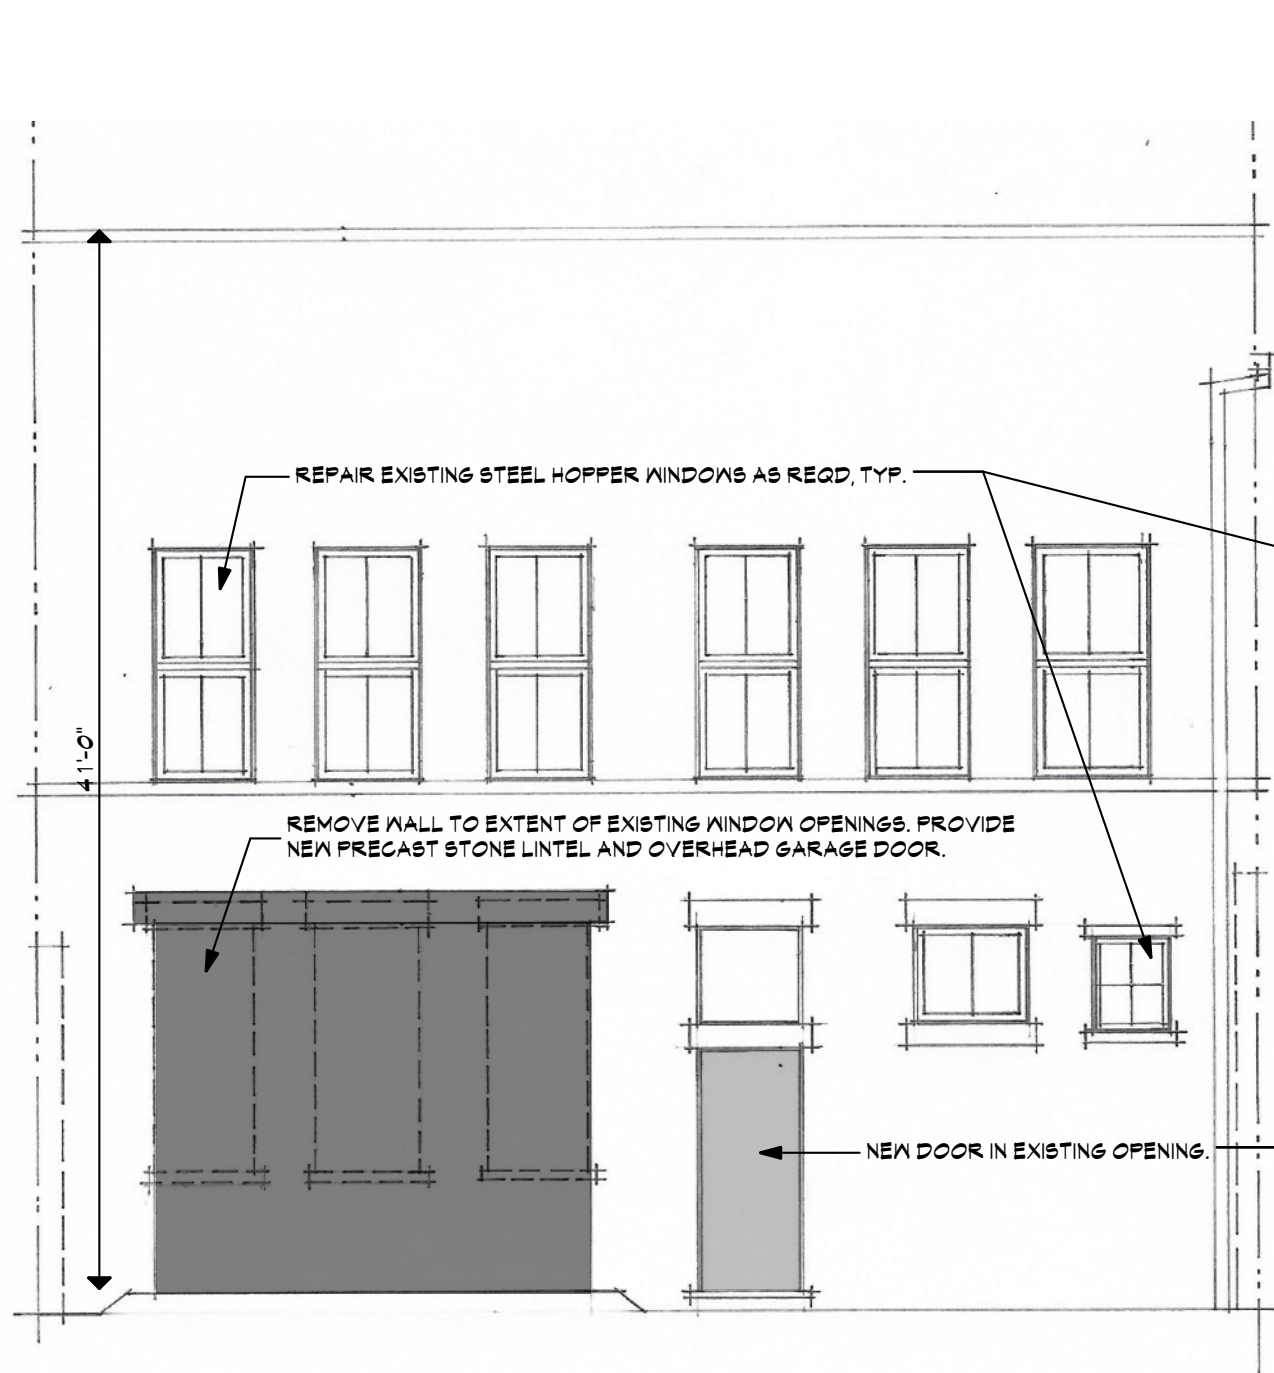 REPAIR EXISTING STEEL HOPPER WINDOWS AS REQD, TYP.
41'-0"
REMOVE WALL TO EXTENT OF EXISTING WINDOW OPENINGS. PROVIDE
NEW PRECAST STONE LINTEL AND OVERHEAD GARAGE DOOR.
NEW DOOR IN EXISTING OPENING.